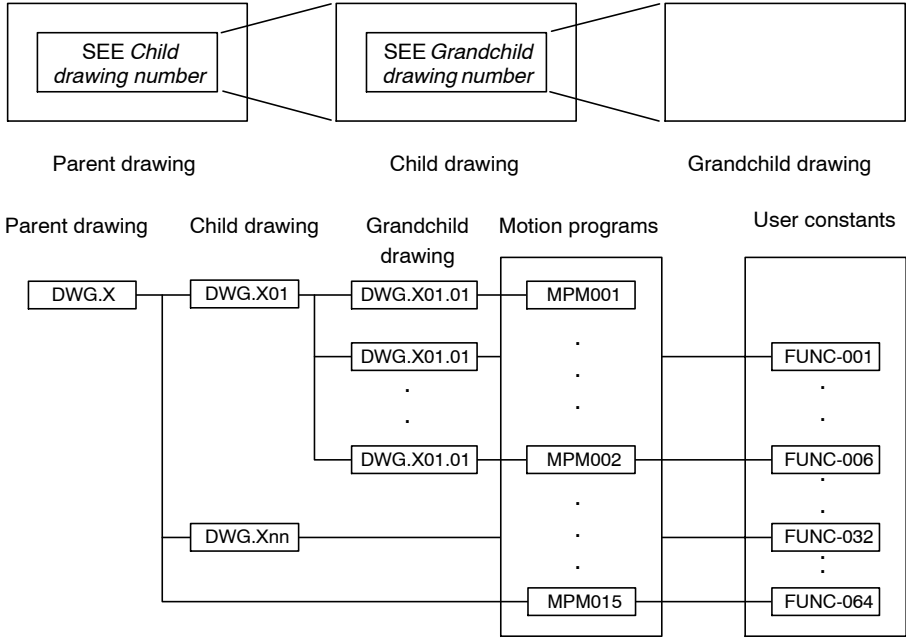 SEE Child
drawing number
SEE Grandchild
drawing number
Parent drawing
Child drawing
Grandchild drawing
Parent drawing
Child drawing
Grandchild
drawing
Motion programs
User constants
DWG.X
DWG.X01
DWG.X01.01
MPM001
DWG.X01.01
FUNC-001
DWG.X01.01
MPM002
FUNC-006
DWG.Xnn
FUNC-032
MPM015
FUNC-064